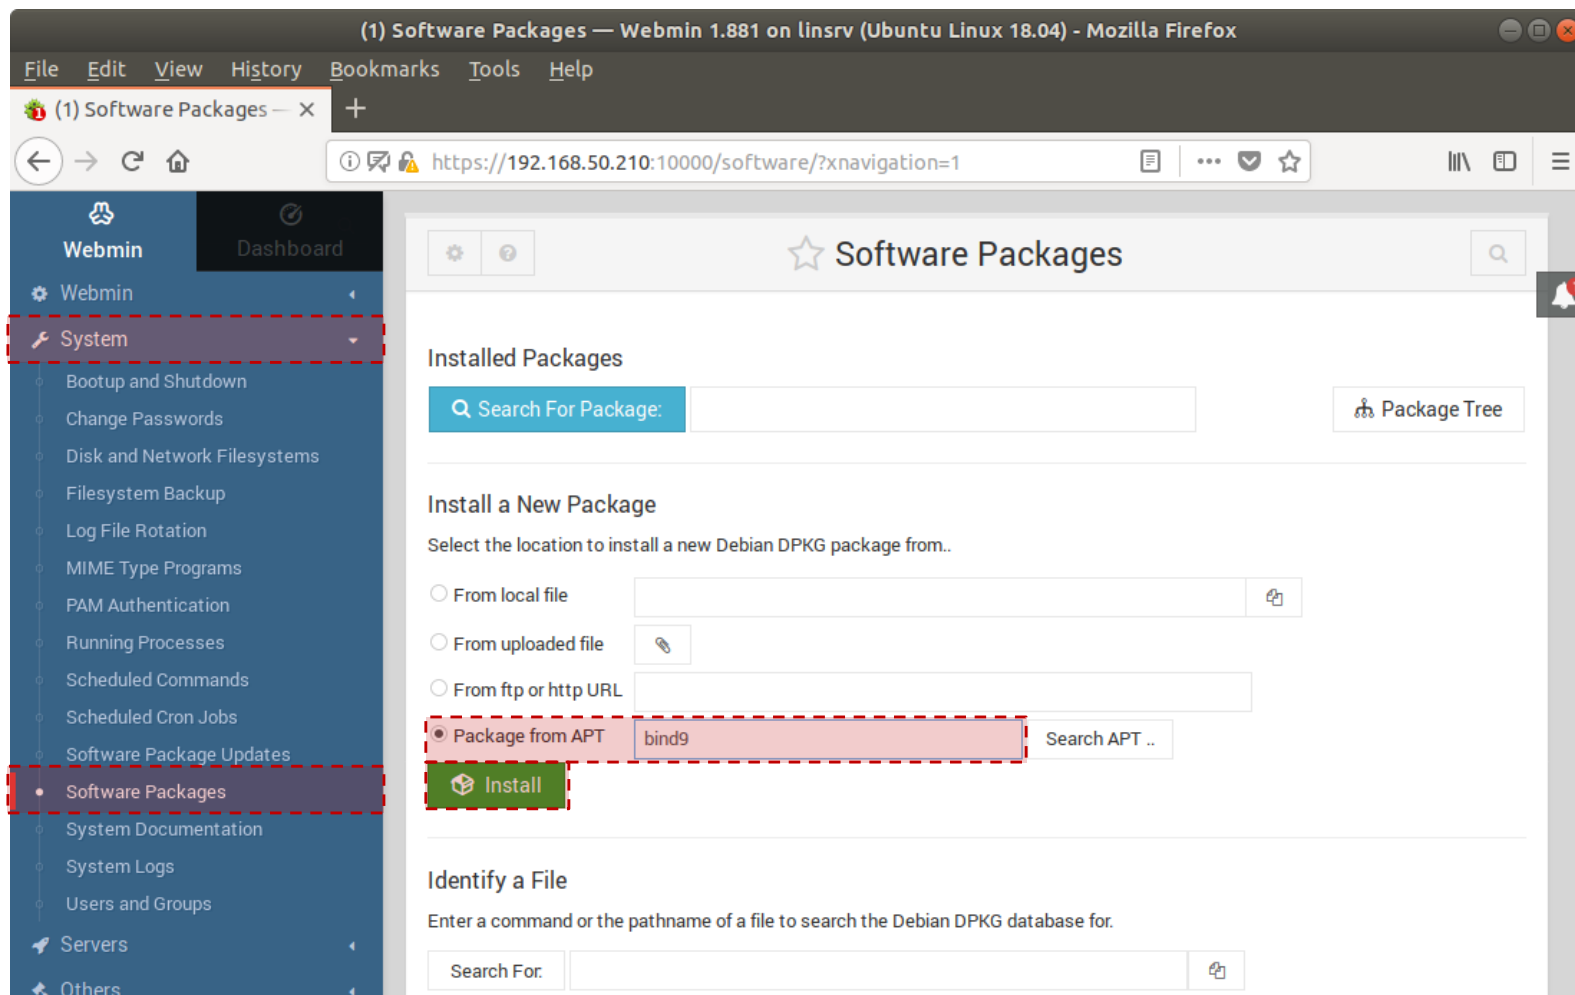 (1) Software Packages — Webmin 1.881 on linsrv (Ubuntu Linux 18.04) - Mozilla Firefox
File Edit View History Bookmarks Tools Help
(1) Software Packages —
https://192.168.50.210:10000/software/?xnavigation=1
Webmin
Dashboard
Webmin
System
Bootup and Shutdown
Change Passwords
Disk and Network Filesystems
Filesystem Backup
Log File Rotation
MIME Type Programs
PAM Authentication
Running Processes
Scheduled Commands
Scheduled Cron Jobs
Software Package Updates
Software Packages
System Documentation
System Logs
Users and Groups
Servers
Others
Software Packages
Installed Packages
Search For Package:
Package Tree
Install a New Package
Select the location to install a new Debian DPKG package from..
From local file
From uploaded file
From ftp or http URL
Package from APT bind9 Search APT ..
Install
Identify a File
Enter a command or the pathname of a file to search the Debian DPKG database for.
Search For: